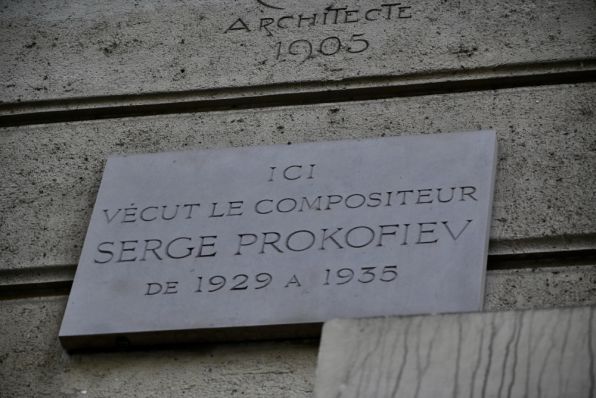 ARCHITECTE
1905
ICI
VÉCUT LE COMPOSITEUR
SERGE PROKOFIEV
DE 1929 A 1935